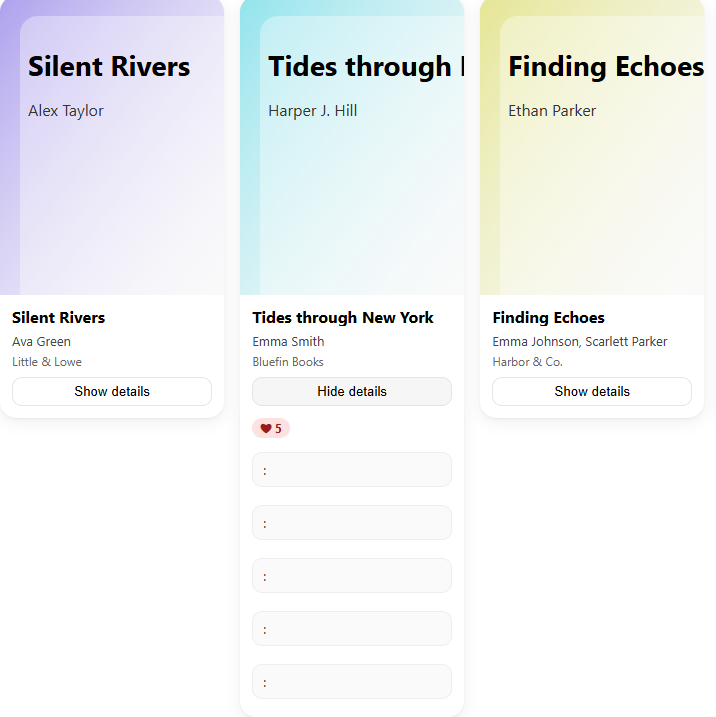 Silent Rivers
Alex Taylor
Silent Rivers
Ava Green
Little & Lowe
Show details
Tides through
Harper J. Hill
Tides through New York
Emma Smith
Bluefin Books
Hide details
5
:
:
:
:
:
Finding Echoes
Ethan Parker
Finding Echoes
Emma Johnson, Scarlett Parker
Harbor & Co.
Show details